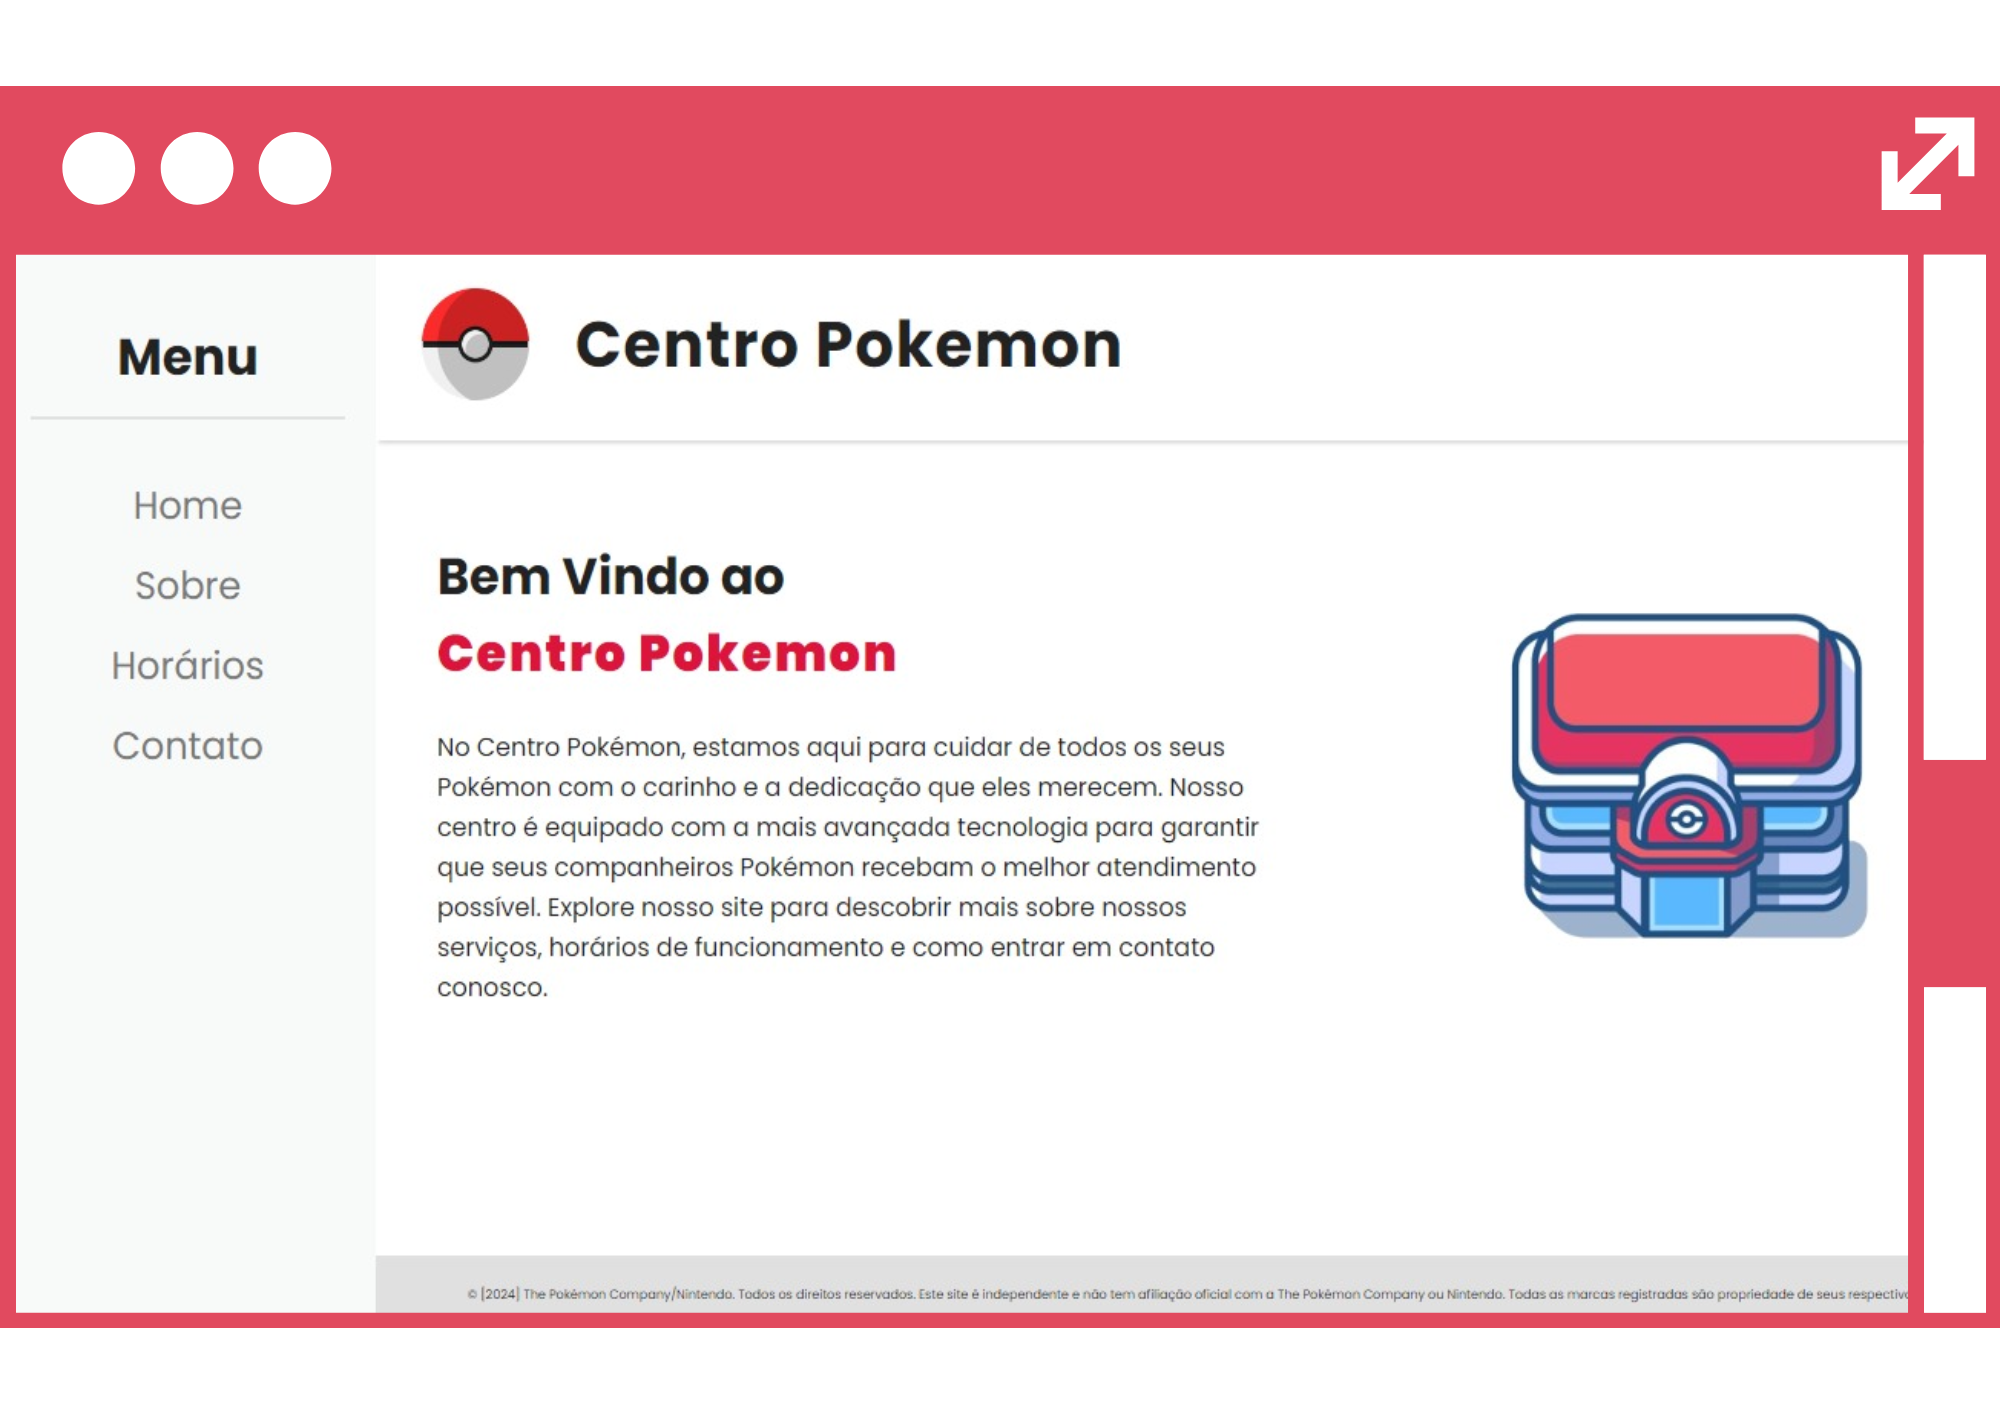 Menu
Home
Sobre
Horários
Contato
Centro Pokemon
Bem Vindo ao
Centro Pokemon
No Centro Pokémon, estamos aqui para cuidar de todos os seus
Pokémon com o carinho e a dedicação que eles merecem. Nosso
centro é equipado com a mais avançada tecnologia para garantir
que seus companheiros Pokémon recebam o melhor atendimento
possível. Explore nosso site para descobrir mais sobre nossos
serviços, horários de funcionamento e como entrar em contato
conosco.
© [2024] The Pokémon Company/Nintendo. Todos os direitos reservados. Este site é independente e não tem afiliação oficial com a The Pokémon Company ou Nintendo. Todas as marcas registradas são propriedade de seus